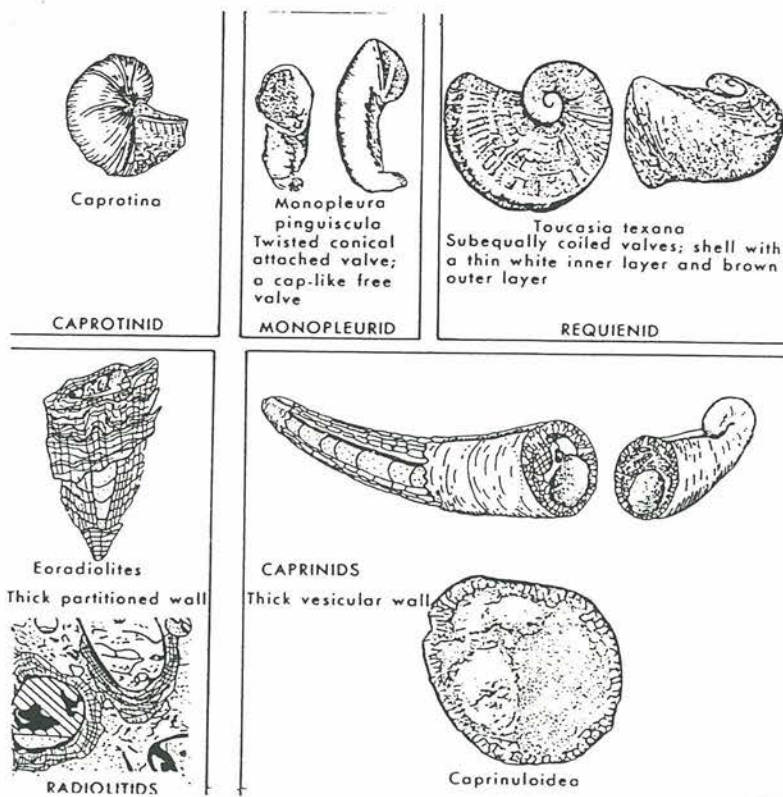 Caprotina
CAPROTINID
Monopleura
pinguiscula
Twisted conical
attached valve;
a cap-like free
valve
MONOPLEURID
Toucasia texana
Subequally coiled valves; shell with
a thin white inner layer and brown
outer layer
REQUIENID
Eoradiolites
Thick partitioned wall
RADIOLITIDS
CAPRINIDS
Thick vesicular wall
Caprinuloidea